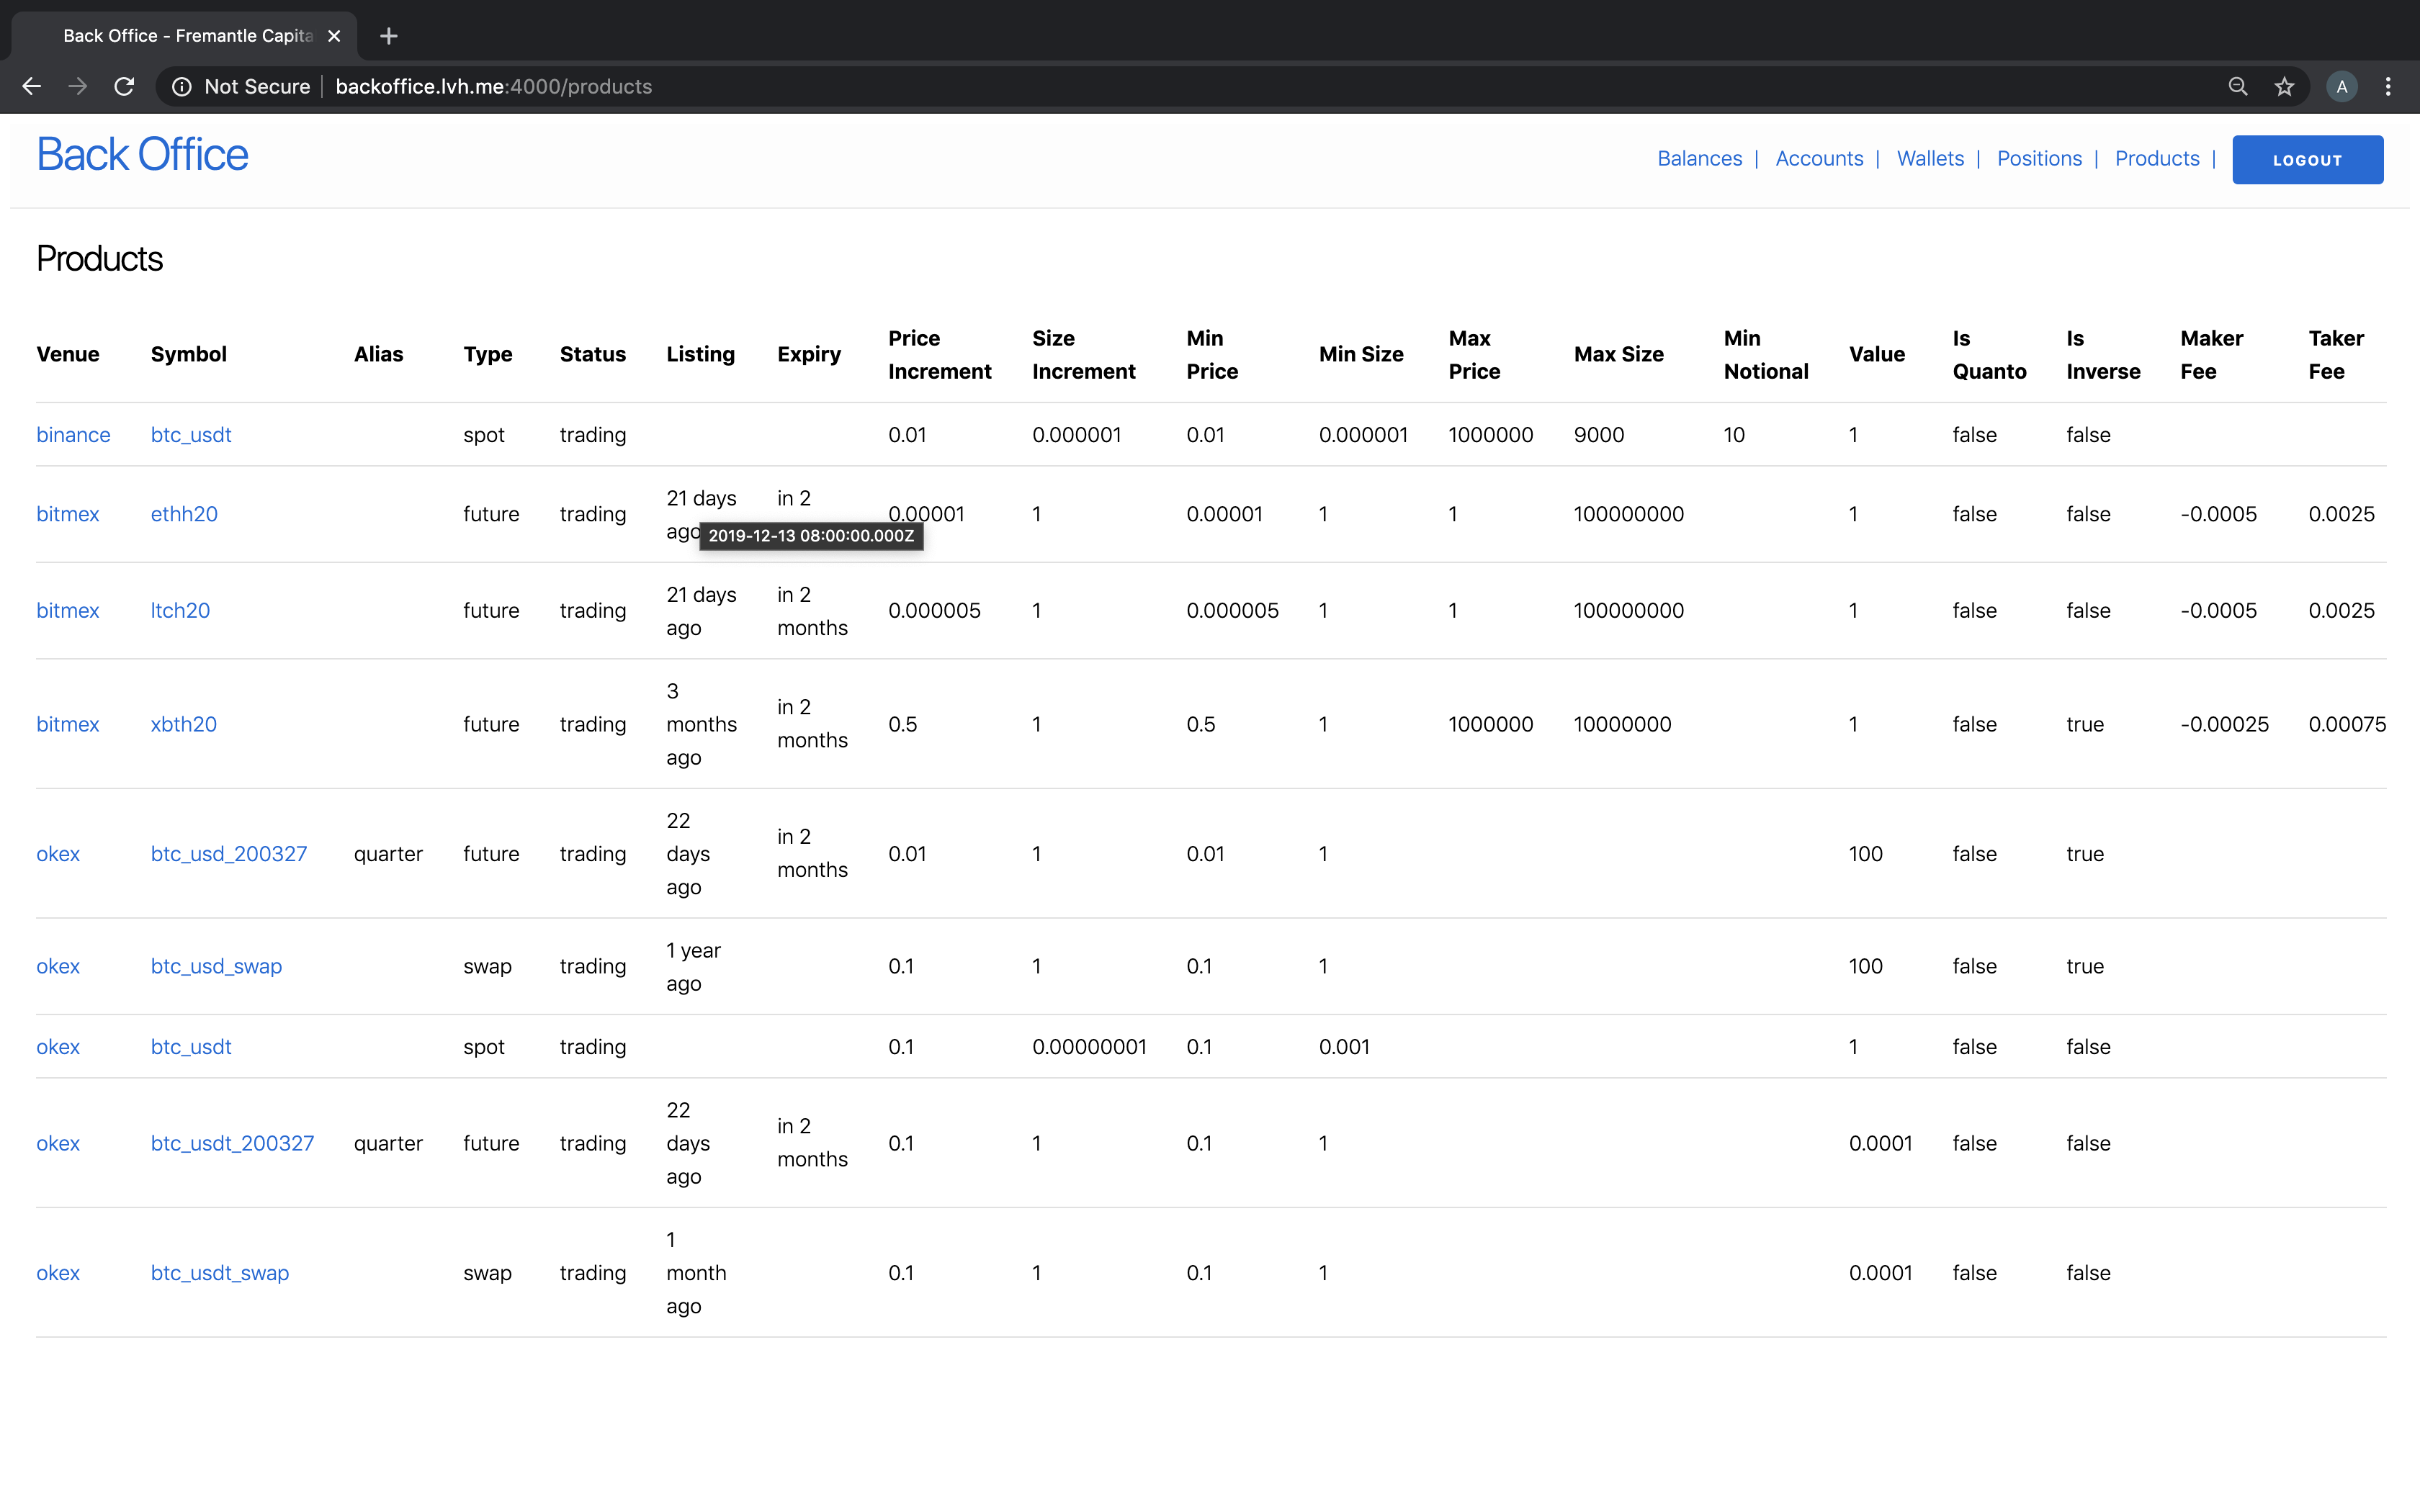 Back Office - Fremantle Capita
Not Secure | backoffice.lvh.me:4000/products
A
Back Office
Balances | Accounts | Wallets | Positions | Products | LOGOUT
Products
Venue Symbol Alias Type Status Listing Expiry Price Increment Size Increment Min Price Min Size Max Price Max Size Min Notional Value Is Quanto Is Inverse Maker Fee Taker Fee
binance btc_usdt spot trading 0.01 0.000001 0.01 0.000001 1000000 9000 10 1 false false
bitmex ethh20 future trading 21 days ago in 2 0.00001 1 0.00001 1 1 100000000 1 false false -0.0005 0.0025
2019-12-13 08:00:00.000Z
bitmex ltch20 future trading 21 days ago in 2 months 0.000005 1 0.000005 1 1 100000000 1 false false -0.0005 0.0025
bitmex xbth20 future trading 3 months ago in 2 months 0.5 1 0.5 1 1000000 10000000 1 false true -0.00025 0.00075
okex btc_usd_200327 quarter future trading 22 days ago in 2 months 0.01 1 0.01 1 100 false true
okex btc_usd_swap swap trading 1 year ago 0.1 1 0.1 1 100 false true
okex btc_usdt spot trading 0.1 0.00000001 0.1 0.001 1 false false
okex btc_usdt_200327 quarter future trading 22 days ago in 2 months 0.1 1 0.1 1 0.0001 false false
okex btc_usdt_swap swap trading 1 month ago 0.1 1 0.1 1 0.0001 false false